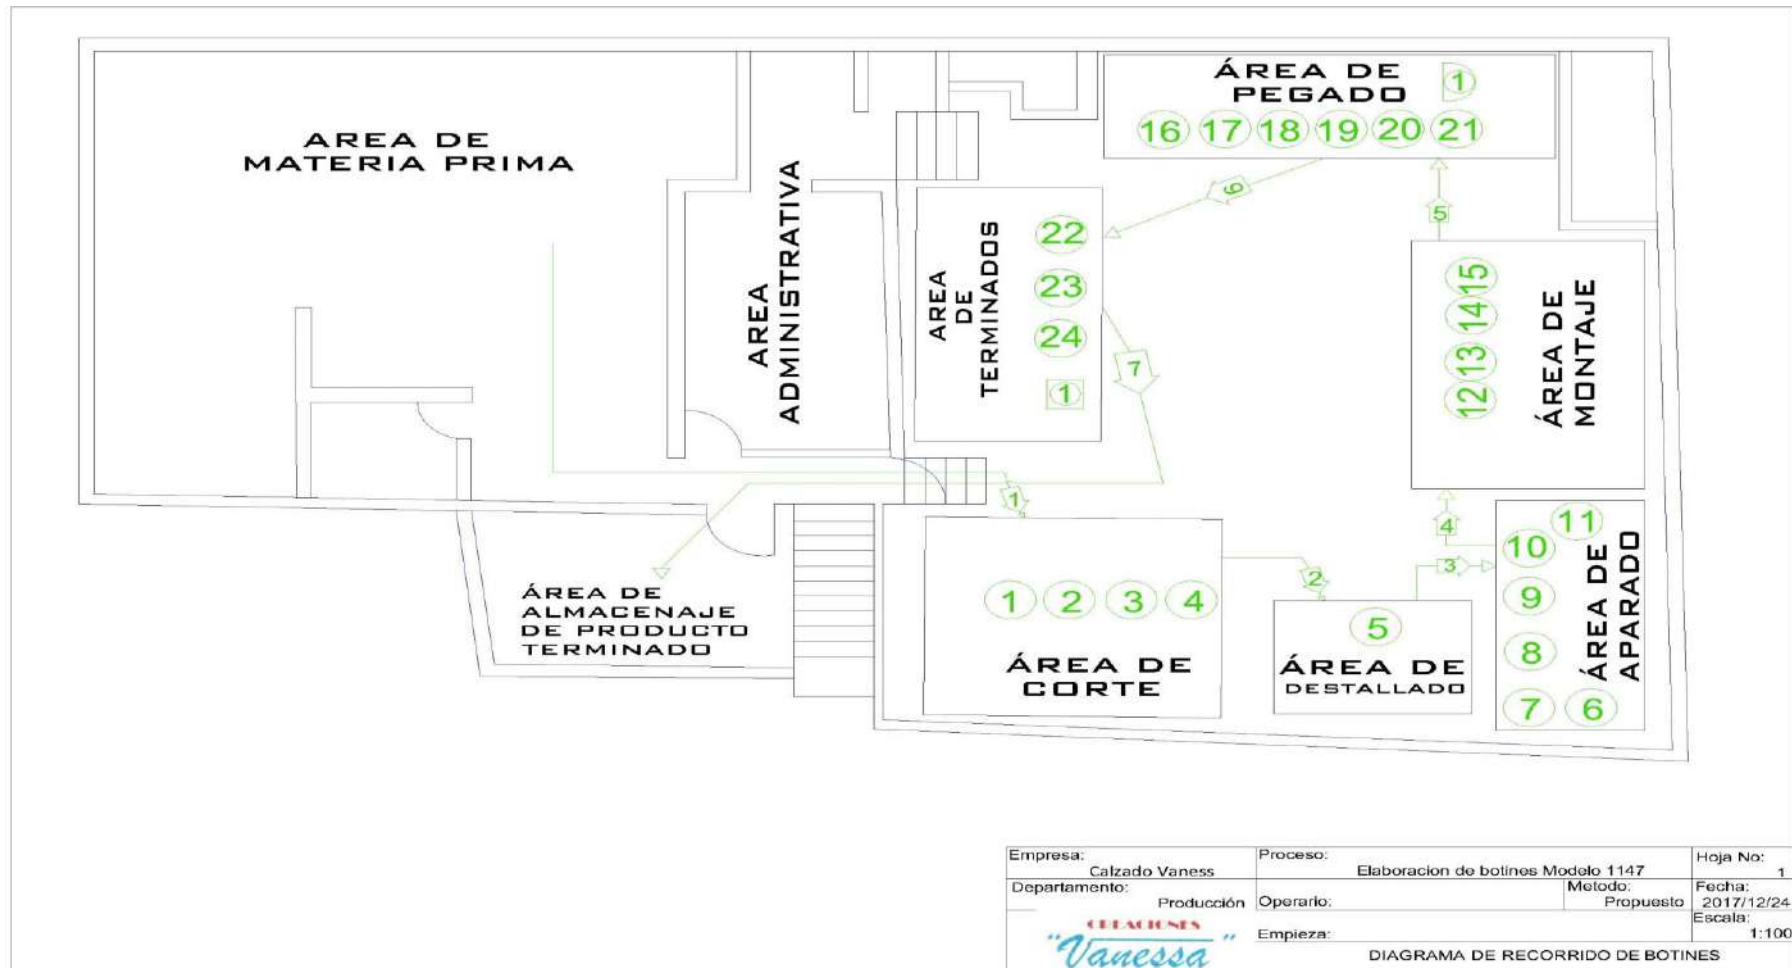 AREA DE
MATERIA PRIMA
AREA
ADMINISTRATIVA
ÁREA DE
PEGADO
1
16 17 18 19 20 21
6
5
AREA
DE
TERMINADOS
22
23
24
1
7
15
14
13
12
ÁREA DE
MONTAJE
1
2
3
4
ÁREA DE
ALMACENAJE
DE PRODUCTO
TERMINADO
1 2 3 4
ÁREA DE
CORTE
5
ÁREA DE
DESTALLADO
11
10
9
8
7 6
ÁREA DE
APARADO
Empresa:
Calzado Vaness
Proceso:
Elaboracion de botines Modelo 1147
Hoja No:
1
Departamento:
Producción
Operario:
Metodo:
Propuesto
Fecha:
2017/12/24
CREACIONES
"Vanessa"
Empieza:
Escala:
1:100
DIAGRAMA DE RECORRIDO DE BOTINES